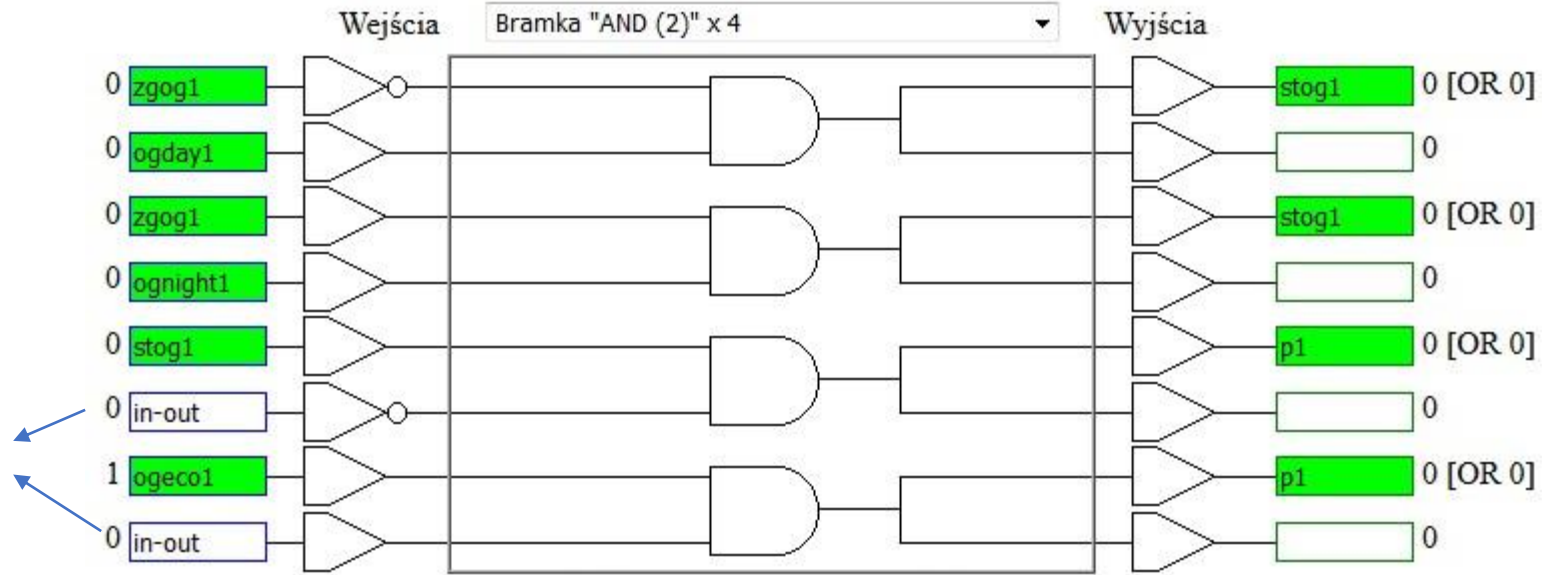 Wejścia Bramka "AND (2)" x 4 Wyjścia
0 zgog1 stog1 0 [OR 0]
0 ogday1 0
0 zgog1 stog1 0 [OR 0]
0 ognight1 0
0 stog1 p1 0 [OR 0]
0 in-out 0
1 ogeco1 p1 0 [OR 0]
0 in-out 0